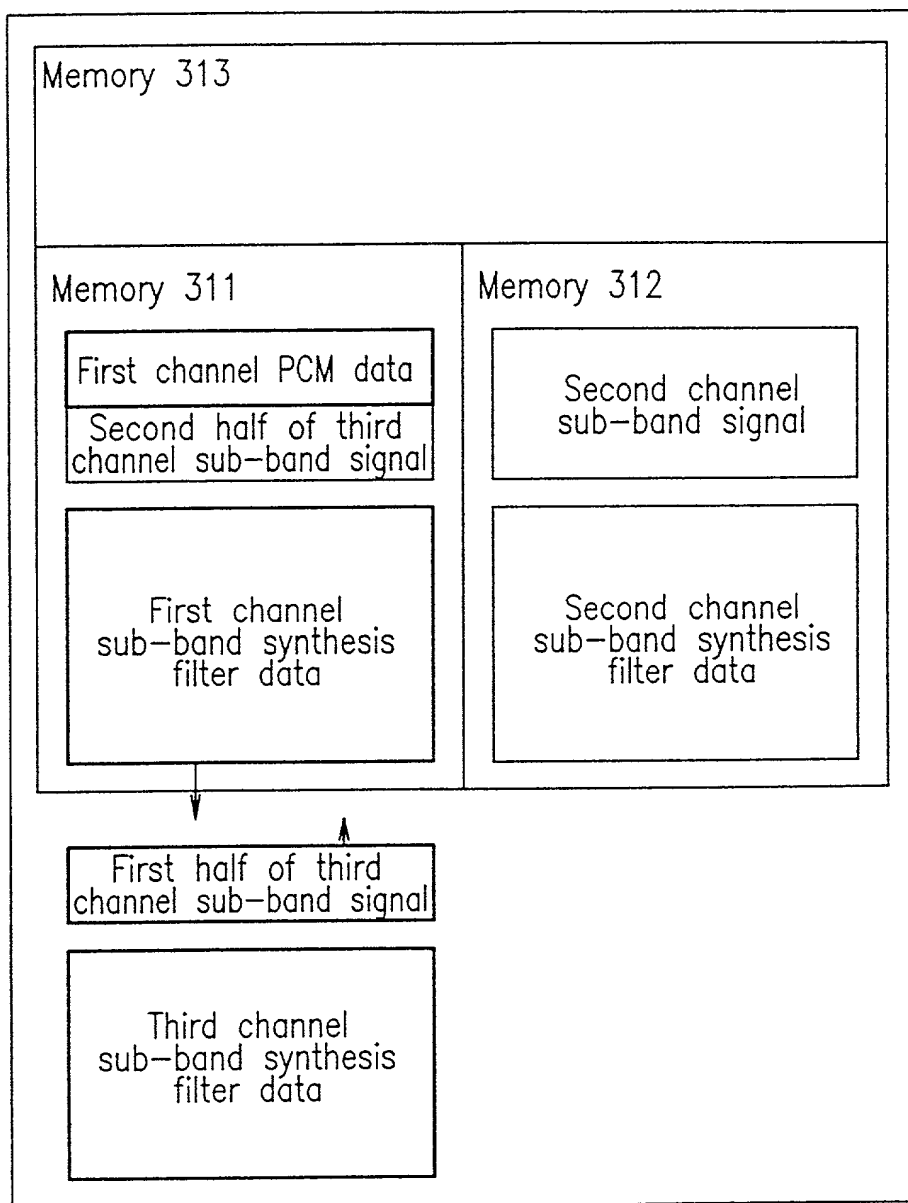 Memory 313
Memory 311
First channel PCM data
Second half of third
channel sub-band signal
First channel
sub-band synthesis
filter data
Memory 312
Second channel
sub-band signal
Second channel
sub-band synthesis
filter data
First half of third
channel sub-band signal
Third channel
sub-band synthesis
filter data